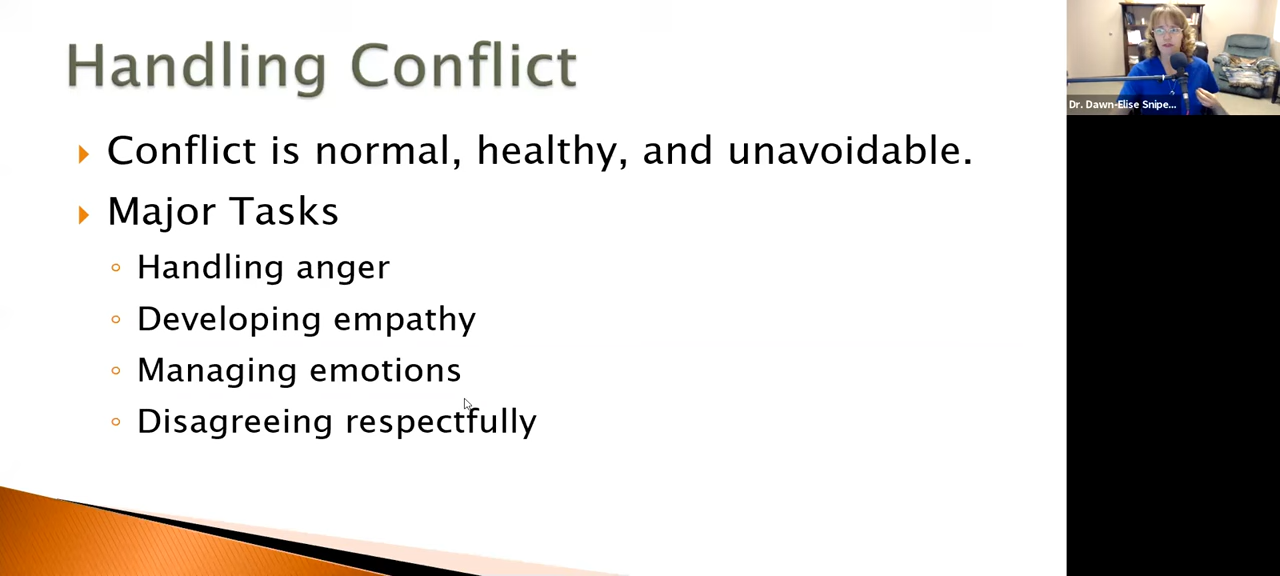 Handling Conflict
Conflict is normal, healthy, and unavoidable.
Major Tasks
Handling anger
Developing empathy
Managing emotions
Disagreeing respectfully
Dr. Dawn-Elise Snipe...